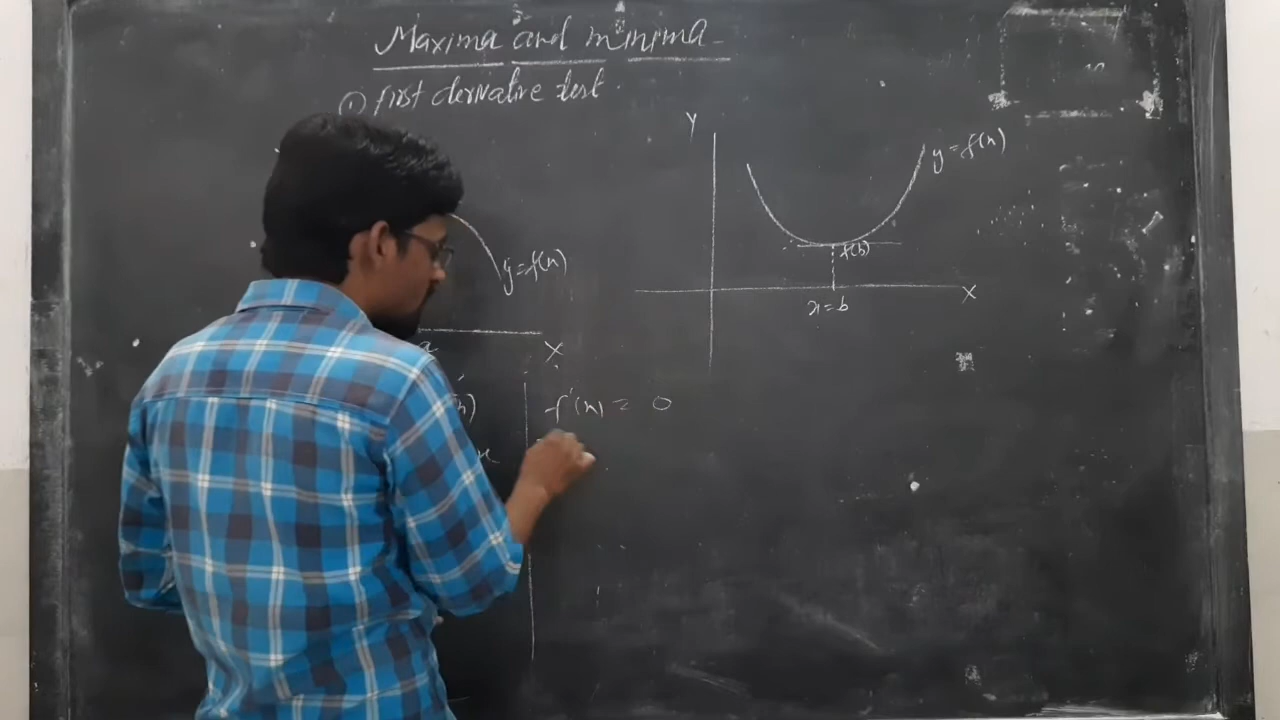 Maxima and minima
① first derivative test
Y
y=f(x)
f(b)
x=b
X
y=f(x)
X
f'(x) = 0